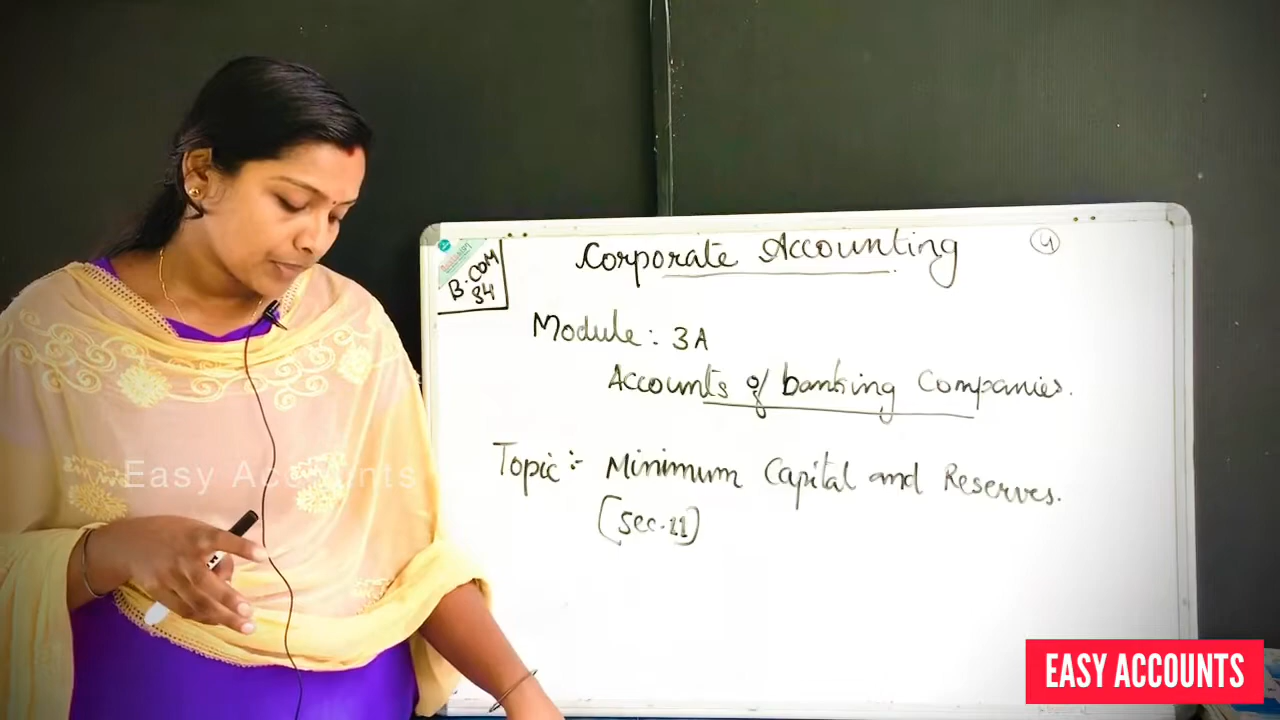 Corporate Accounting
4
B.COM
S4
Module : 3A
Accounts of banking Companies.
Topic :- Minimum Capital and Reserves.
[Sec-11]
Easy Accounts
EASY ACCOUNTS